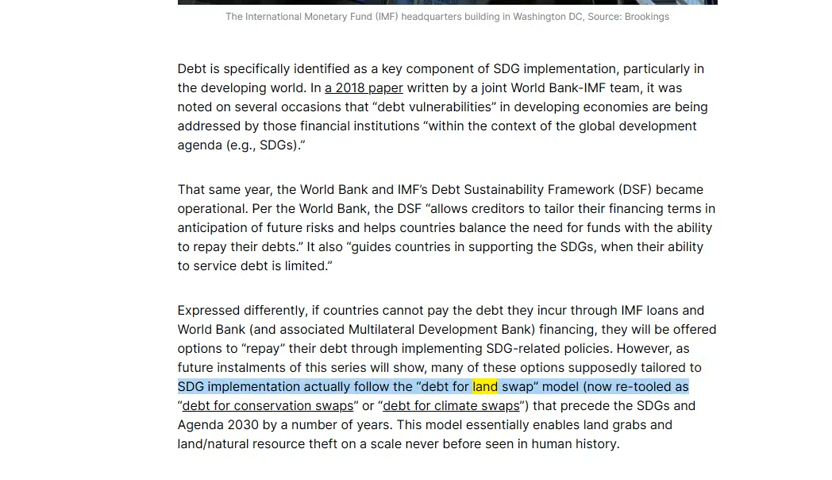 The International Monetary Fund (IMF) headquarters building in Washington DC, Source: Brookings
Debt is specifically identified as a key component of SDG implementation, particularly in
the developing world. In a 2018 paper written by a joint World Bank-IMF team, it was
noted on several occasions that “debt vulnerabilities” in developing economies are being
addressed by those financial institutions “within the context of the global development
agenda (e.g., SDGs).”
That same year, the World Bank and IMF’s Debt Sustainability Framework (DSF) became
operational. Per the World Bank, the DSF “allows creditors to tailor their financing terms in
anticipation of future risks and helps countries balance the need for funds with the ability
to repay their debts.” It also “guides countries in supporting the SDGs, when their ability
to service debt is limited.”
Expressed differently, if countries cannot pay the debt they incur through IMF loans and
World Bank (and associated Multilateral Development Bank) financing, they will be offered
options to “repay” their debt through implementing SDG-related policies. However, as
future instalments of this series will show, many of these options supposedly tailored to
SDG implementation actually follow the “debt for land swap” model (now re-tooled as
“debt for conservation swaps” or “debt for climate swaps”) that precede the SDGs and
Agenda 2030 by a number of years. This model essentially enables land grabs and
land/natural resource theft on a scale never before seen in human history.